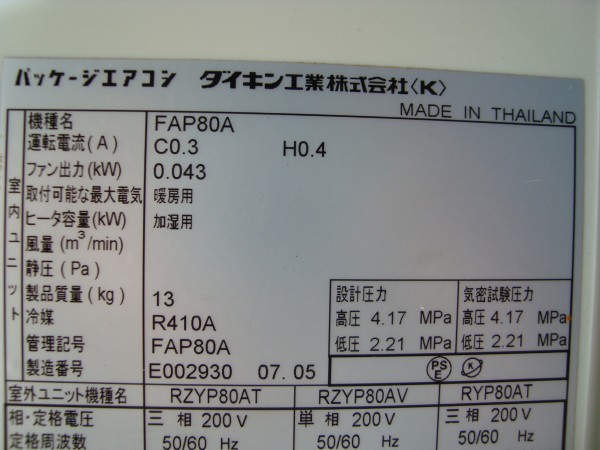 パッケージエアコン ダイキン工業株式会社〈K〉
MADE IN THAILAND
室内ユニット
機種名 FAP80A
運転電流(A) C0.3 H0.4
ファン出力(kW) 0.043
取付可能な最大電気 暖房用
ヒータ容量(kW) 加湿用
風量(m³/min)
静圧(Pa)
製品質量(kg) 13
冷媒 R410A
管理記号 FAP80A
製造番号 E002930 07.05
設計圧力 気密試験圧力
高圧 4.17 MPa 高圧 4.17 MPa
低圧 2.21 MPa 低圧 2.21 MPa
PSE K
室外ユニット機種名 RZYP80AT RZYP80AV RYP80AT
相・定格電圧 三相 200V 単相 200V 三相 200V
定格周波数 50/60 Hz 50/60 Hz 50/60 Hz